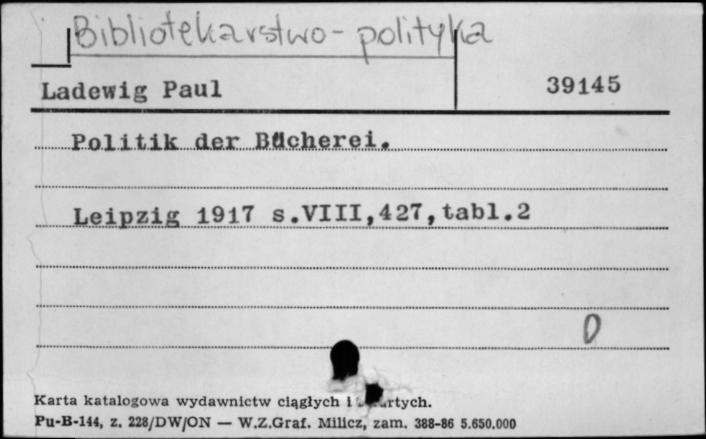 Bibliotekarstwo - polityka
Ladewig Paul 39145
Politik der Bücherei.
Leipzig 1917 s.VIII,427,tabl.2
0
Karta katalogowa wydawnictw ciągłych i
Pu-B-144, z. 228/DW/ON — W.Z.Graf. Milicz, zam. 388-86 5.650.000